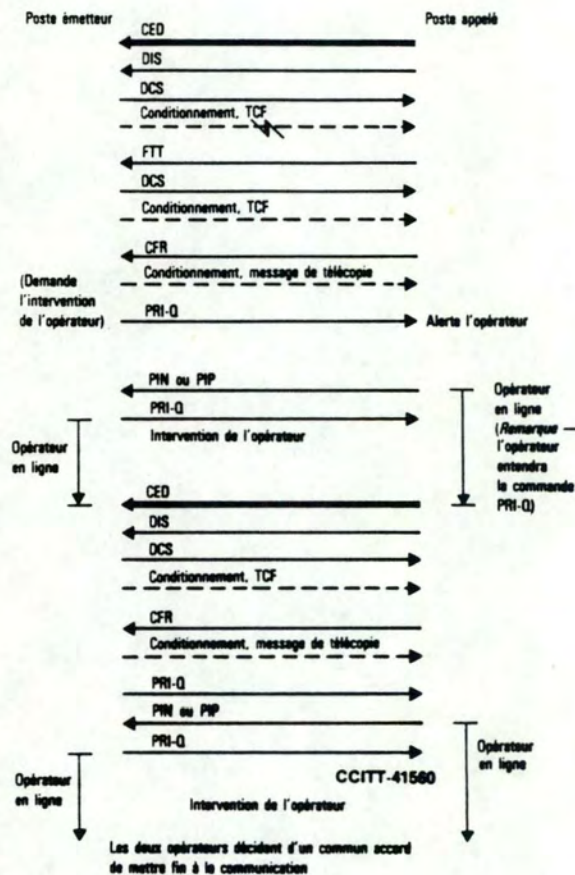 Poste émetteur
Poste appelé
CED
DIS
DCS
Conditionnement, TCF
FTT
DCS
Conditionnement, TCF
CFR
(Demande
l'intervention
de l'opérateur)
Conditionnement, message de télécopie
PRI-Q
Alerte l'opérateur
PIN ou PIP
PRI-Q
Intervention de l'opérateur
Opérateur
en ligne
Opérateur
en ligne
(Remarque —
l'opérateur
entendra
la commande
PRI-Q)
CED
DIS
DCS
Conditionnement, TCF
CFR
Conditionnement, message de télécopie
PRI-Q
PIN ou PIP
PRI-Q
Opérateur
en ligne
CCITT-41560
Opérateur
en ligne
Intervention de l'opérateur
Les deux opérateurs décident d'un commun accord
de mettre fin à la communication